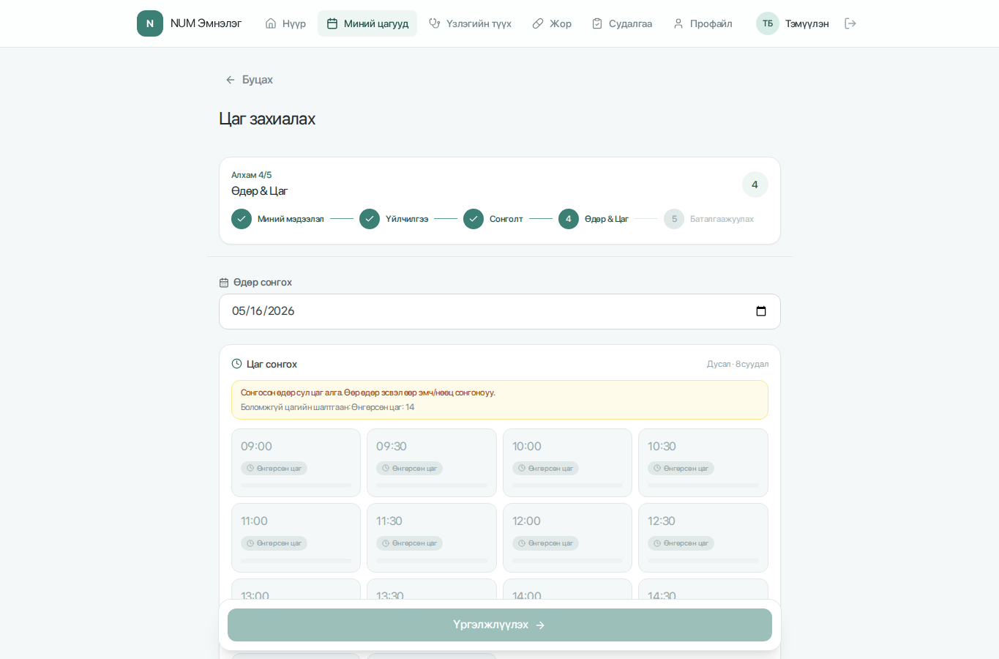 N NUM Эмнэлэг Нүүр Миний цагууд Үзлэгийн түүх Жор Судалгаа Профайл ТБ Тэмүүлэн
Буцах
Цаг захиалах
Алхам 4/5
Өдөр & Цаг
4
Миний мэдээлэл Үйлчилгээ Сонголт 4 Өдөр & Цаг 5 Баталгаажуулах
Өдөр сонгох
05/16/2026
Цаг сонгох
Дусал · 8 суудал
Сонгосон өдөр сул цаг алга. Өөр өдөр эсвэл өөр эмч/нөөц сонгоно уу.
Боломжгүй цагийн шалтгаан: Өнгөрсөн цаг: 14
09:00 09:30 10:00 10:30
Өнгөрсөн цаг Өнгөрсөн цаг Өнгөрсөн цаг Өнгөрсөн цаг
11:00 11:30 12:00 12:30
Өнгөрсөн цаг Өнгөрсөн цаг Өнгөрсөн цаг Өнгөрсөн цаг
13:00 13:30 14:00 14:30
Үргэлжлүүлэх